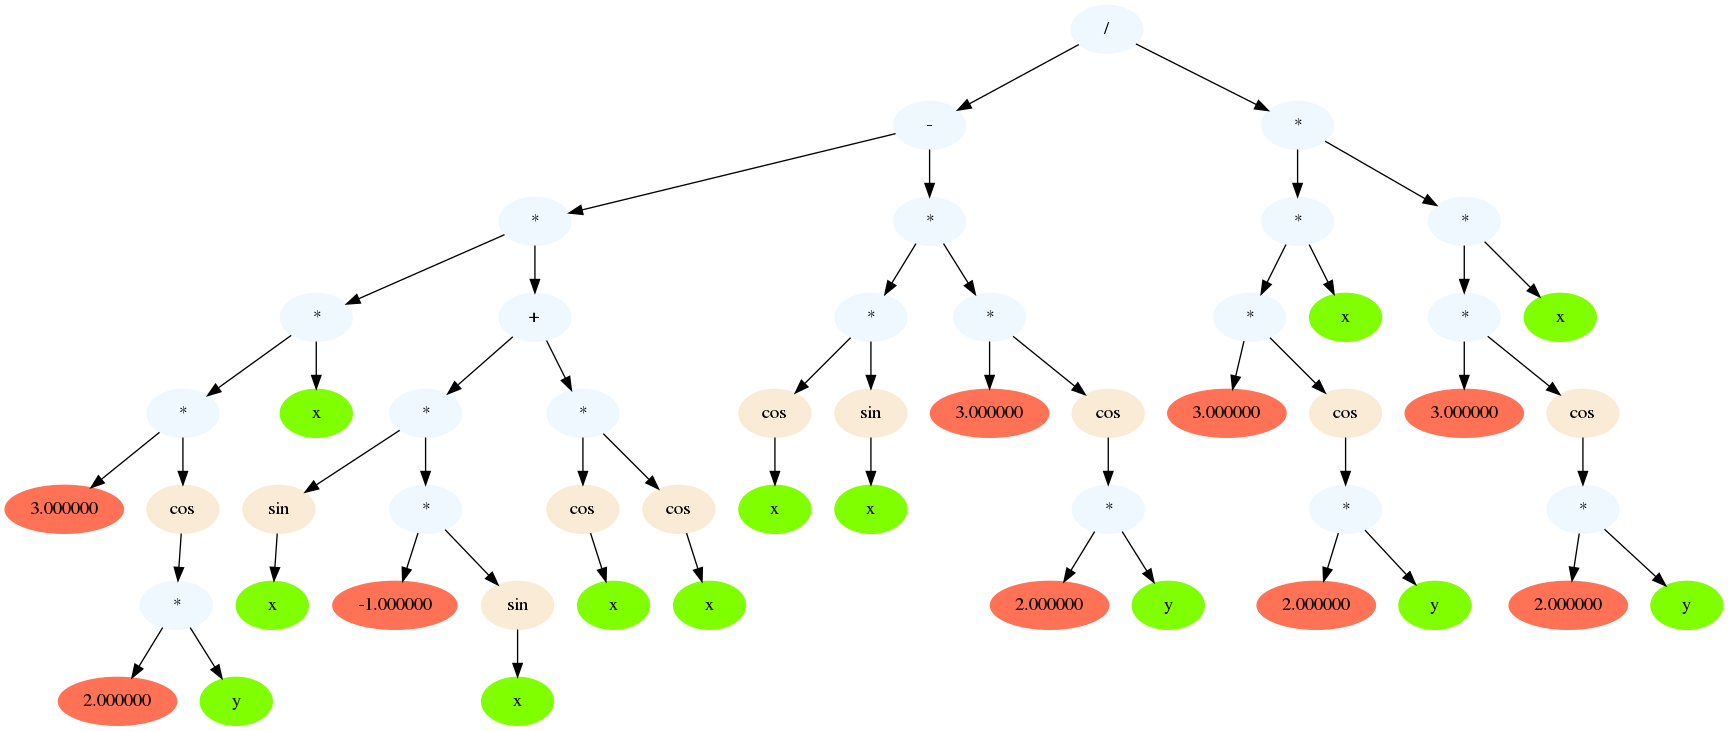 /
- *
* * * *
* + * * * x * x
* x * * cos sin 3.000000 cos 3.000000 cos 3.000000 cos
3.000000 cos sin * cos cos x x * * *
* x -1.000000 sin x x 2.000000 y 2.000000 y 2.000000 y
2.000000 y x